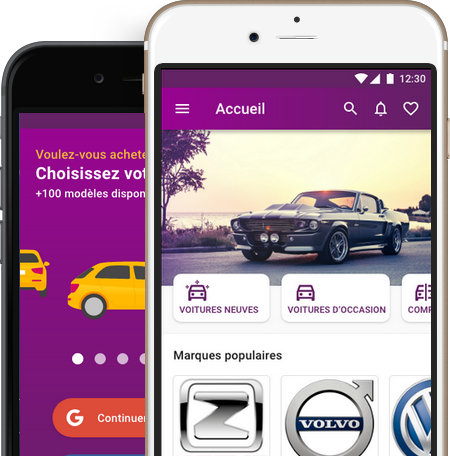 Voulez-vous achete
Choisissez vot
+100 modèles dispon
Continuer
12:30
Accueil
VOITURES NEUVES
VOITURES D'OCCASION
COMP
Marques populaires
VOLVO